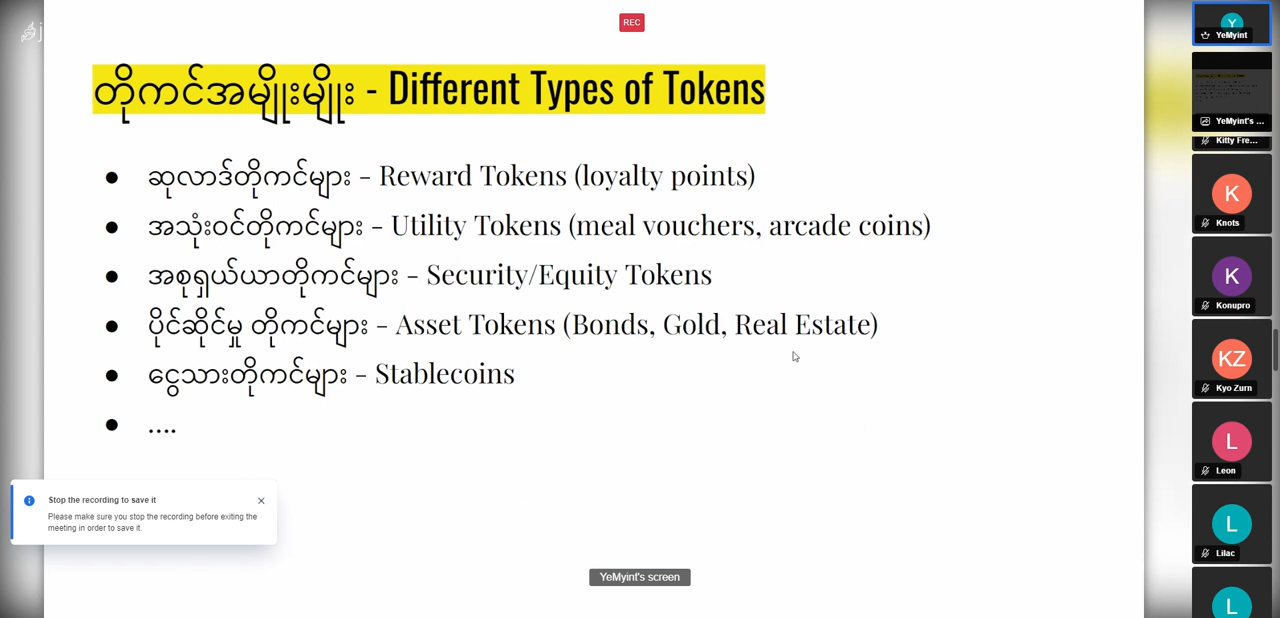 REC
တိုကင်အမျိုးမျိုး - Different Types of Tokens
● ဆုလာဒ်တိုကင်များ – Reward Tokens (loyalty points)
● အသုံးဝင်တိုကင်များ – Utility Tokens (meal vouchers, arcade coins)
● အစုရှယ်ယာတိုကင်များ – Security/Equity Tokens
● ပိုင်ဆိုင်မှု တိုကင်များ – Asset Tokens (Bonds, Gold, Real Estate)
● ငွေသားတိုကင်များ – Stablecoins
● ....
Stop the recording to save it
Please make sure you stop the recording before exiting the
meeting in order to save it.
YeMyint's screen
Y
YeMyint
YeMyint's ...
Kitty Fre...
K
Knots
K
Konupro
KZ
Kyo Zurn
L
Leon
L
Lilac
L